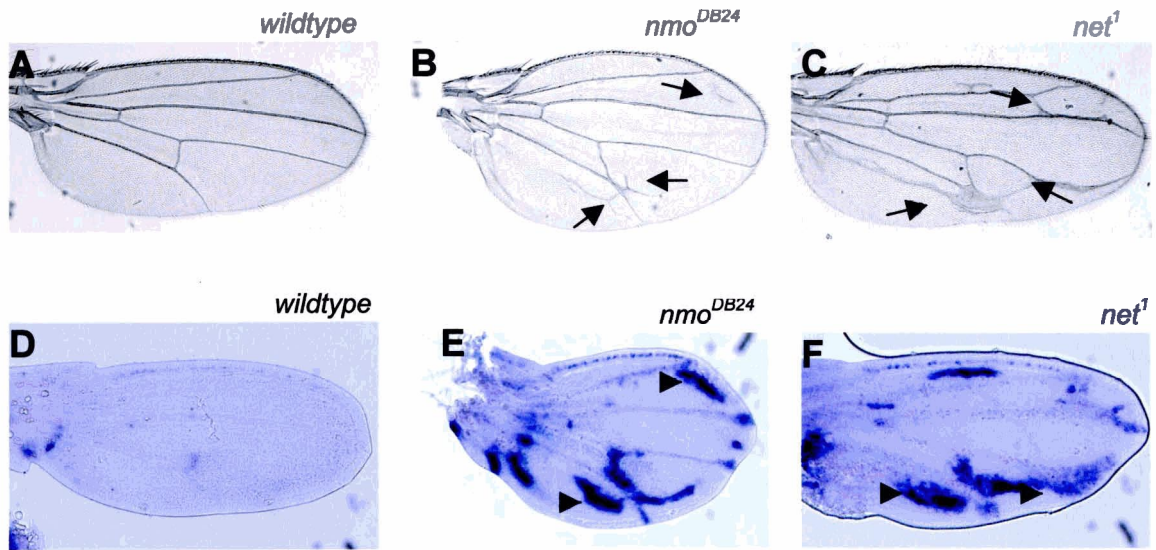 wildtype
nmoDB24
net1
A
B
C
wildtype
nmoDB24
net1
D
E
F